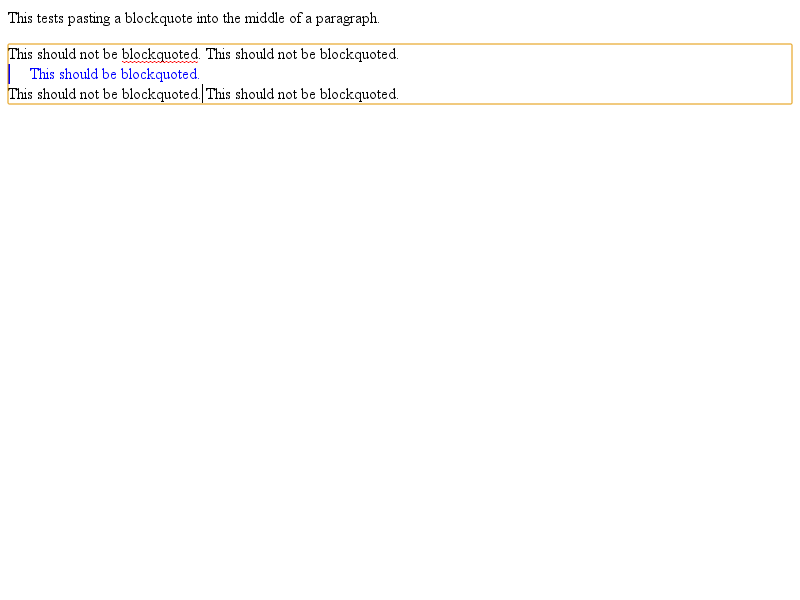 This tests pasting a blockquote into the middle of a paragraph.
This should not be blockquoted. This should not be blockquoted.
This should be blockquoted.
This should not be blockquoted. This should not be blockquoted.